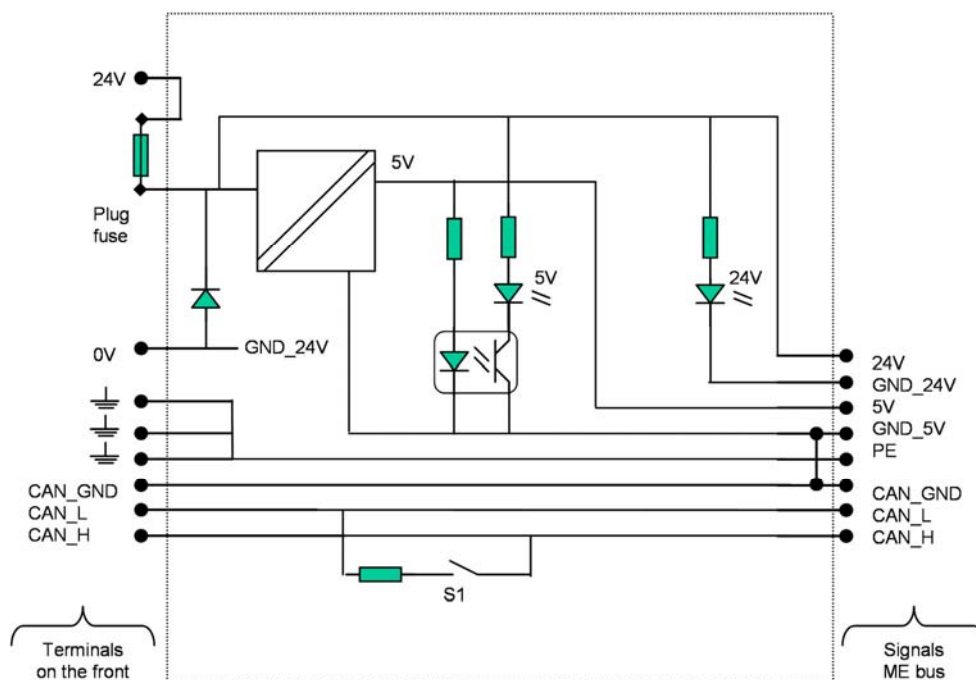 24V
5V
Plug
fuse
5V
24V
0V
GND_24V
24V
GND_24V
5V
GND_5V
PE
CAN_GND
CAN_L
CAN_H
CAN_GND
CAN_L
CAN_H
S1
Terminals
on the front
Signals
ME bus